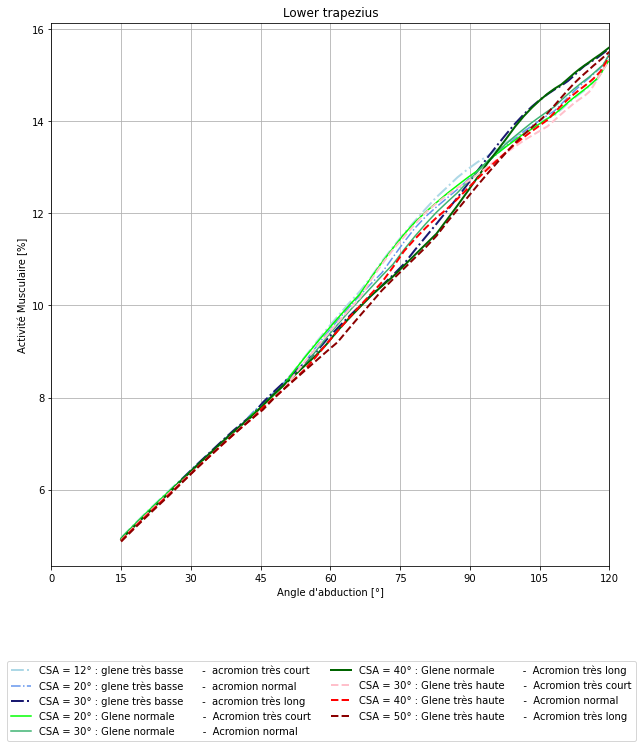 Lower trapezius
16
14
12
10
8
6
Activité Musculaire [%]
0 15 30 45 60 75 90 105 120
Angle d'abduction [°]
CSA = 12° : glene très basse - acromion très court
CSA = 20° : glene très basse - acromion normal
CSA = 30° : glene très basse - acromion très long
CSA = 20° : Glene normale - Acromion très court
CSA = 30° : Glene normale - Acromion normal
CSA = 40° : Glene normale - Acromion très long
CSA = 30° : Glene très haute - Acromion très court
CSA = 40° : Glene très haute - Acromion normal
CSA = 50° : Glene très haute - Acromion très long